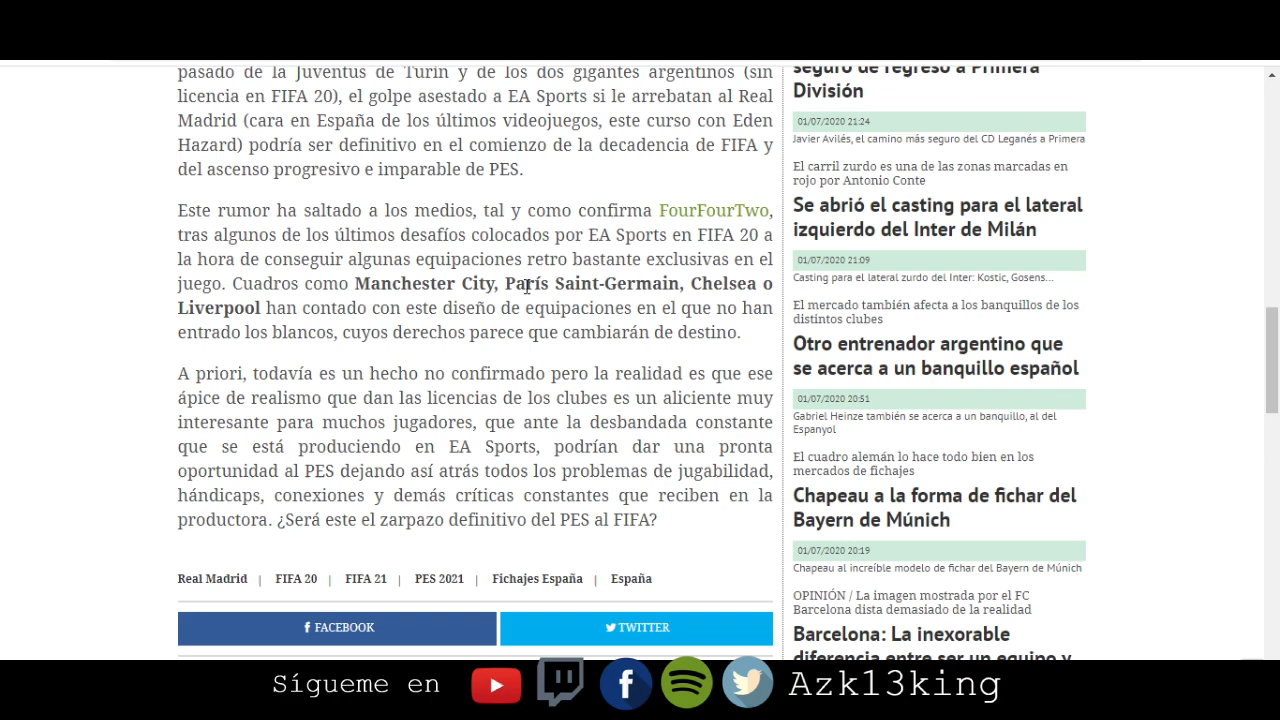 pasado de la Juventus de Turín y de los dos gigantes argentinos (sin
licencia en FIFA 20), el golpe asestado a EA Sports si le arrebatan al Real
Madrid (cara en España de los últimos videojuegos, este curso con Eden
Hazard) podría ser definitivo en el comienzo de la decadencia de FIFA y
del ascenso progresivo e imparable de PES.
Este rumor ha saltado a los medios, tal y como confirma FourFourTwo,
tras algunos de los últimos desafíos colocados por EA Sports en FIFA 20 a
la hora de conseguir algunas equipaciones retro bastante exclusivas en el
juego. Cuadros como Manchester City, París Saint-Germain, Chelsea o
Liverpool han contado con este diseño de equipaciones en el que no han
entrado los blancos, cuyos derechos parece que cambiarán de destino.
A priori, todavía es un hecho no confirmado pero la realidad es que ese
ápice de realismo que dan las licencias de los clubes es un aliciente muy
interesante para muchos jugadores, que ante la desbandada constante
que se está produciendo en EA Sports, podrían dar una pronta
oportunidad al PES dejando así atrás todos los problemas de jugabilidad,
hándicaps, conexiones y demás críticas constantes que reciben en la
productora. ¿Será este el zarpazo definitivo del PES al FIFA?
Real Madrid | FIFA 20 | FIFA 21 | PES 2021 | Fichajes España | España
FACEBOOK
TWITTER
seguro de regreso a Primera
División
01/07/2020 21:24
Javier Avilés, el camino más seguro del CD Leganés a Primera
El carril zurdo es una de las zonas marcadas en
rojo por Antonio Conte
Se abrió el casting para el lateral
izquierdo del Inter de Milán
01/07/2020 21:09
Casting para el lateral zurdo del Inter: Kostic, Gosens...
El mercado también afecta a los banquillos de los
distintos clubes
Otro entrenador argentino que
se acerca a un banquillo español
01/07/2020 20:51
Gabriel Heinze también se acerca a un banquillo, al del
Espanyol
El cuadro alemán lo hace todo bien en los
mercados de fichajes
Chapeau a la forma de fichar del
Bayern de Múnich
01/07/2020 20:19
Chapeau al increíble modelo de fichar del Bayern de Múnich
OPINIÓN / La imagen mostrada por el FC
Barcelona dista demasiado de la realidad
Barcelona: La inexorable
diferencia entre ser un equipo y
Sígueme en
Azk13king